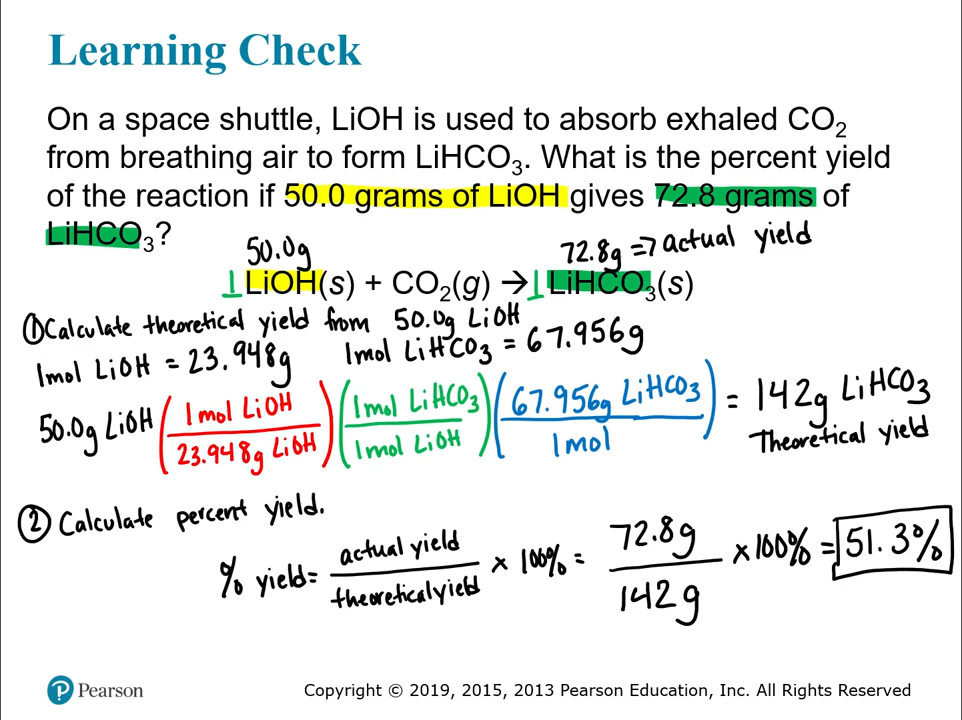 Learning Check
On a space shuttle, LiOH is used to absorb exhaled CO₂
from breathing air to form LiHCO₃. What is the percent yield
of the reaction if 50.0 grams of LiOH gives 72.8 grams of
LiHCO₃?
50.0g 72.8g => actual yield
1 LiOH(s) + CO₂(g) → 1 LiHCO₃(s)
① Calculate theoretical yield from 50.0g LiOH
1mol LiOH = 23.948g 1mol LiHCO₃ = 67.956g
50.0g LiOH (1mol LiOH / 23.948g LiOH) (1mol LiHCO₃ / 1mol LiOH) (67.956g LiHCO₃ / 1mol) = 142g LiHCO₃
Theoretical yield
② Calculate percent yield.
% yield = actual yield / theoretical yield × 100% = 72.8g / 142g × 100% = 51.3%
P Pearson
Copyright © 2019, 2015, 2013 Pearson Education, Inc. All Rights Reserved